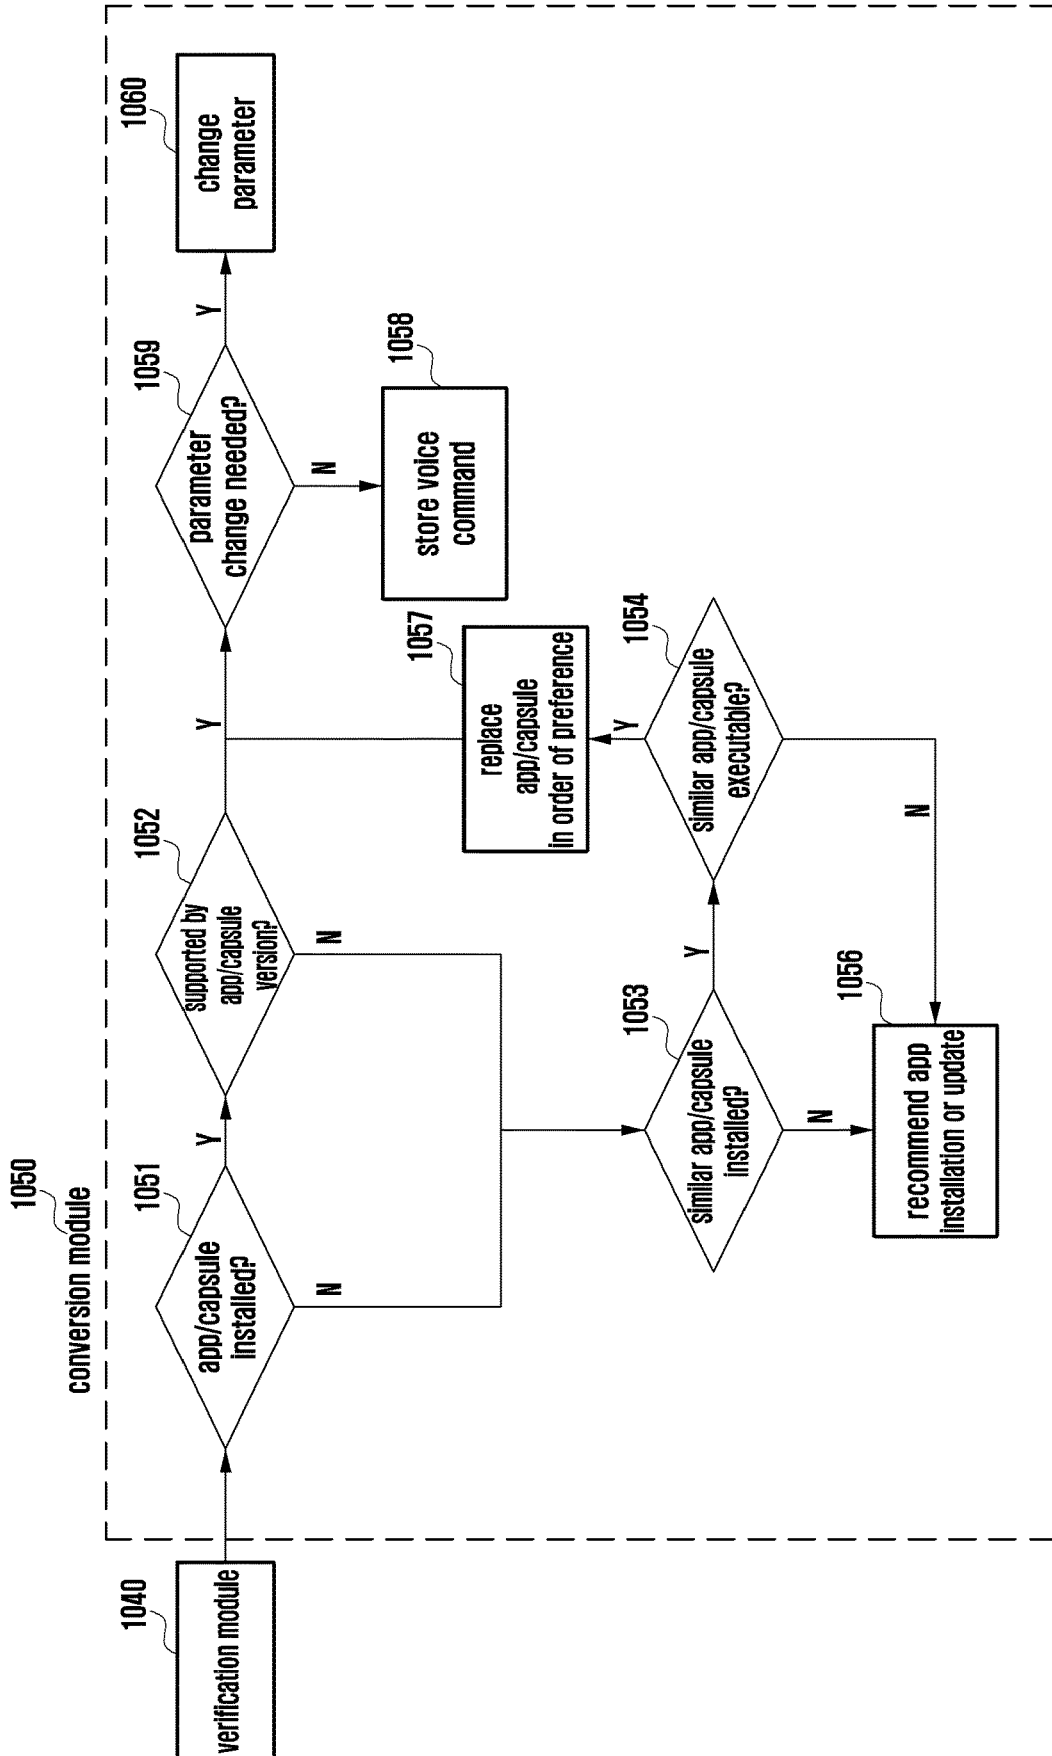 1050
conversion module
1040
verification module
1051
app/capsule
installed?
Y
N
1052
supported by
app/capsule
version?
Y
N
1059
parameter
change needed?
Y
N
1060
change
parameter
1058
store voice
command
1057
replace
app/capsule
in order of preference
1053
similar app/capsule
installed?
Y
N
1054
similar app/capsule
executable?
Y
N
1056
recommend app
installation or update